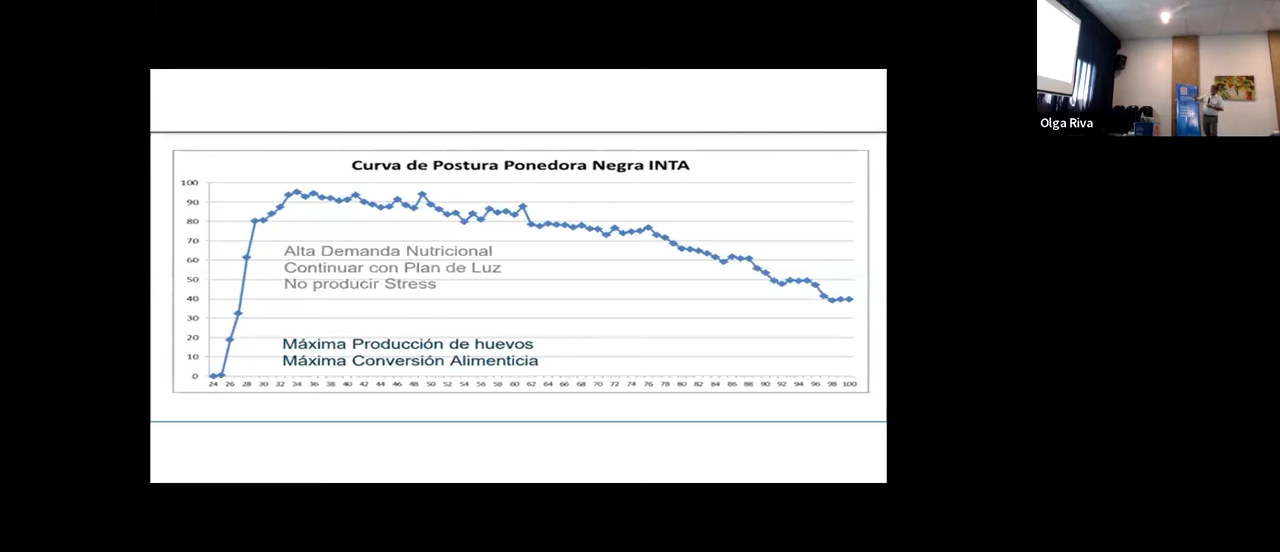 Curva de Postura Ponedora Negra INTA
100
90
80
70
60
50
40
30
20
10
0
Alta Demanda Nutricional
Continuar con Plan de Luz
No producir Stress
Máxima Producción de huevos
Máxima Conversión Alimenticia
24 26 28 30 32 34 36 38 40 42 44 46 48 50 52 54 56 58 60 62 64 66 68 70 72 74 76 78 80 82 84 86 88 90 92 94 96 98 100
Olga Riva